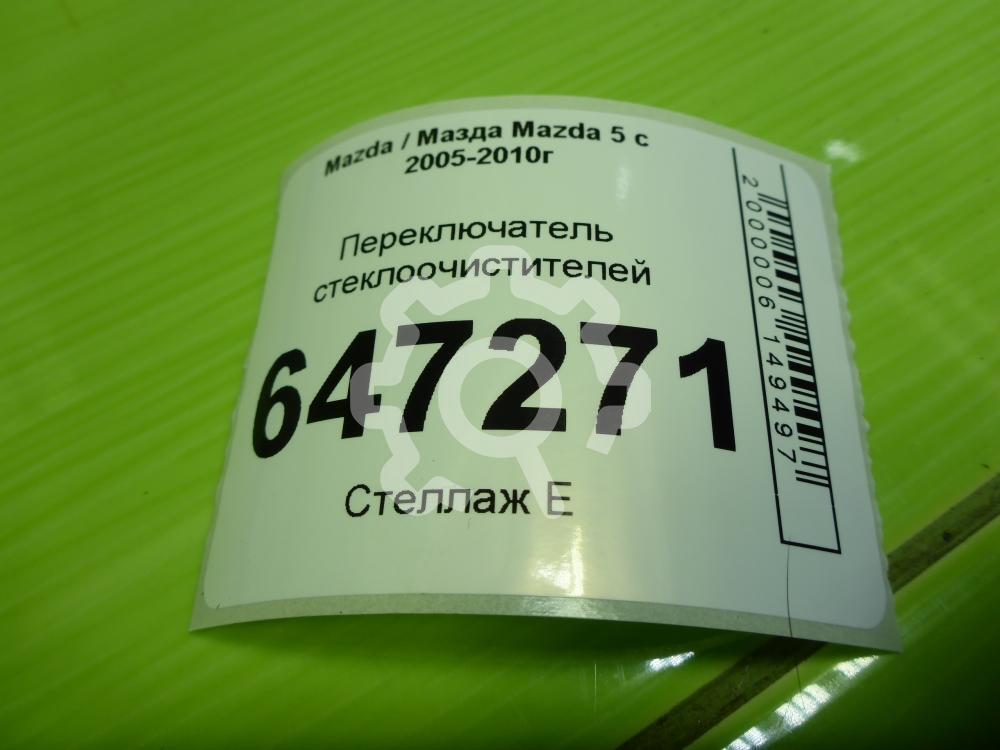 Mazda / Мазда Mazda 5 с
2005-2010г
Переключатель
стеклоочистителей
647271
Стеллаж Е
2000006149497